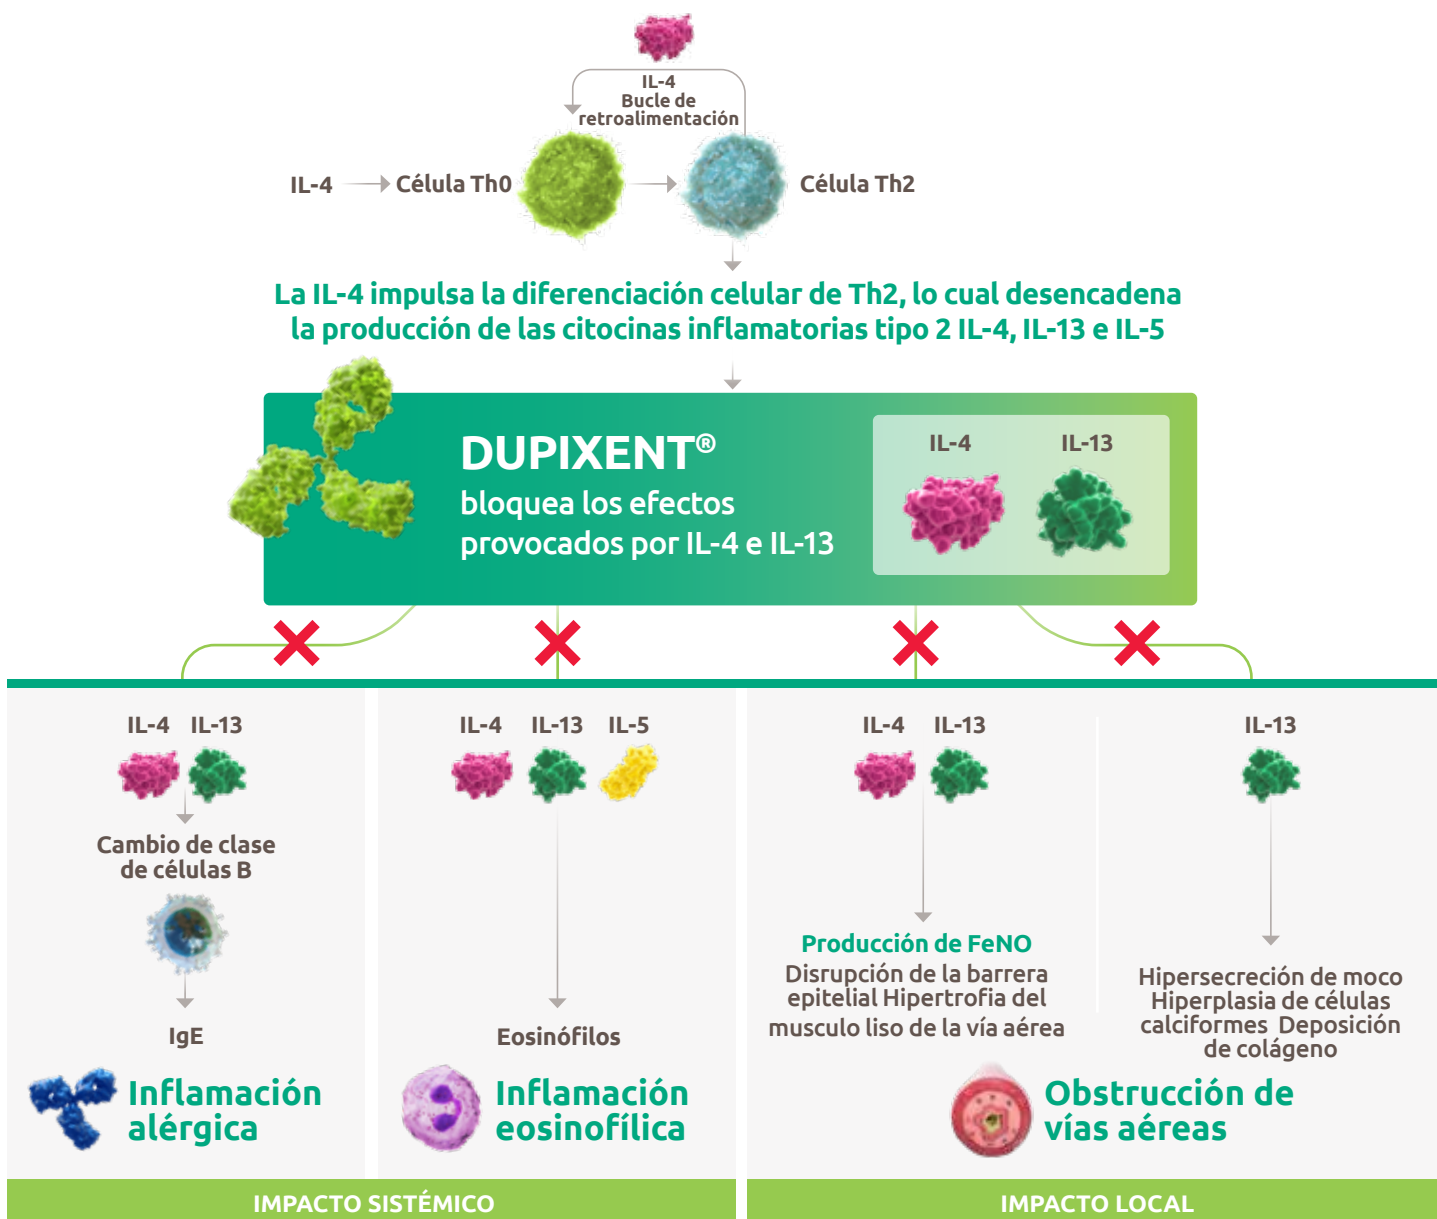 IL-4
Bucle de
retroalimentación
IL-4
Célula Th0
Célula Th2
La IL-4 impulsa la diferenciación celular de Th2, lo cual desencadena
la producción de las citocinas inflamatorias tipo 2 IL-4, IL-13 e IL-5
DUPIXENT®
bloquea los efectos
provocados por IL-4 e IL-13
IL-4
IL-13
IL-4
IL-13
Cambio de clase
de células B
IgE
Inflamación
alérgica
IL-4
IL-13
IL-5
Eosinófilos
Inflamación
eosinofílica
IMPACTO SISTÉMICO
IL-4
IL-13
Producción de FeNO
Disrupción de la barrera
epitelial Hipertrofia del
musculo liso de la vía aérea
IL-13
Hipersecreción de moco
Hiperplasia de células
calciformes Deposición
de colágeno
Obstrucción de
vías aéreas
IMPACTO LOCAL